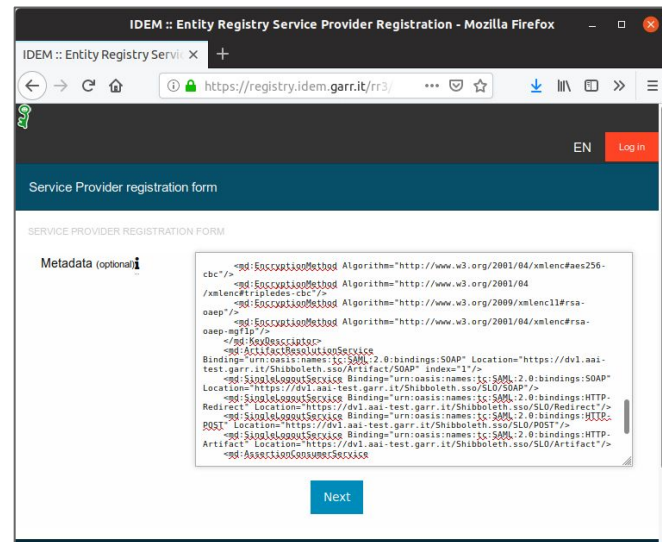 IDEM :: Entity Registry Service Provider Registration - Mozilla Firefox
IDEM :: Entity Registry Servic
https://registry.idem.garr.it/rr3/
EN
Log in
Service Provider registration form
SERVICE PROVIDER REGISTRATION FORM
Metadata (optional)
<md:EncryptionMethod Algorithm="http://www.w3.org/2001/04/xmlenc#aes256-
cbc"/>
<md:EncryptionMethod Algorithm="http://www.w3.org/2001/04
/xmlenc#tripledes-cbc"/>
<md:EncryptionMethod Algorithm="http://www.w3.org/2009/xmlenc11#rsa-
oaep"/>
<md:EncryptionMethod Algorithm="http://www.w3.org/2001/04/xmlenc#rsa-
oaep-mgf1p"/>
</md:KeyDescriptor>
<md:ArtifactResolutionService
Binding="urn:oasis:names:tc:SAML:2.0:bindings:SOAP" Location="https://dv1.aai-
test.garr.it/Shibboleth.sso/Artifact/SOAP" index="1"/>
<md:SingleLogoutService Binding="urn:oasis:names:tc:SAML:2.0:bindings:SOAP"
Location="https://dv1.aai-test.garr.it/Shibboleth.sso/SLO/SOAP"/>
<md:SingleLogoutService Binding="urn:oasis:names:tc:SAML:2.0:bindings:HTTP-
Redirect" Location="https://dv1.aai-test.garr.it/Shibboleth.sso/SLO/Redirect"/>
<md:SingleLogoutService Binding="urn:oasis:names:tc:SAML:2.0:bindings:HTTP-
POST" Location="https://dv1.aai-test.garr.it/Shibboleth.sso/SLO/POST"/>
<md:SingleLogoutService Binding="urn:oasis:names:tc:SAML:2.0:bindings:HTTP-
Artifact" Location="https://dv1.aai-test.garr.it/Shibboleth.sso/SLO/Artifact"/>
<md:AssertionConsumerService
Next